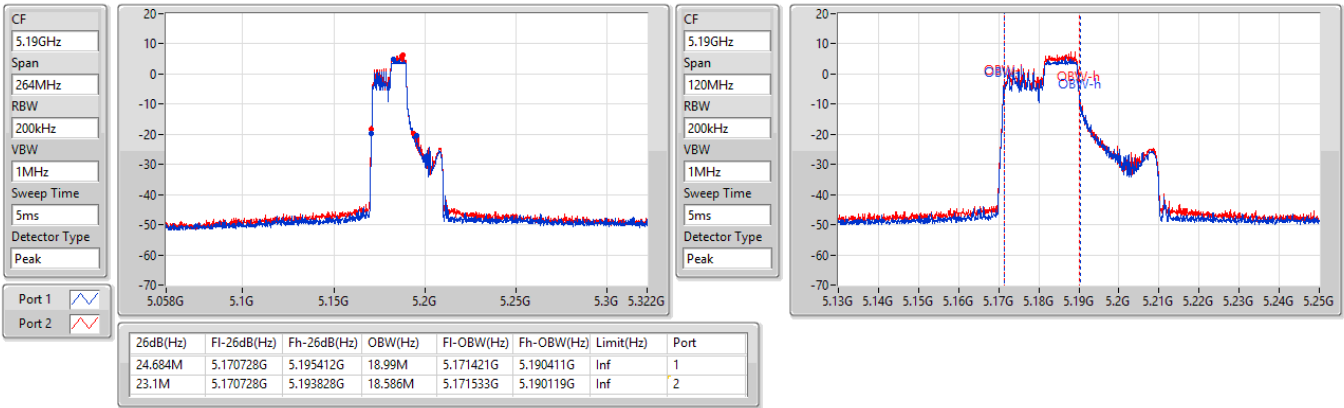 CF
5.19GHz
Span
264MHz
RBW
200kHz
VBW
1MHz
Sweep Time
5ms
Detector Type
Peak
Port 1
Port 2
20
10
0
-10
-20
-30
-40
-50
-60
-70
5.058G 5.1G 5.15G 5.2G 5.25G 5.3G 5.322G
CF
5.19GHz
Span
120MHz
RBW
200kHz
VBW
1MHz
Sweep Time
5ms
Detector Type
Peak
20
10
0
-10
-20
-30
-40
-50
-60
-70
OBW-h
OBW-h
5.13G 5.14G 5.15G 5.16G 5.17G 5.18G 5.19G 5.2G 5.21G 5.22G 5.23G 5.24G 5.25G
26dB(Hz) Fl-26dB(Hz) Fh-26dB(Hz) OBW(Hz) Fl-OBW(Hz) Fh-OBW(Hz) Limit(Hz) Port
24.684M 5.170728G 5.195412G 18.99M 5.171421G 5.190411G Inf 1
23.1M 5.170728G 5.193828G 18.586M 5.171533G 5.190119G Inf 2